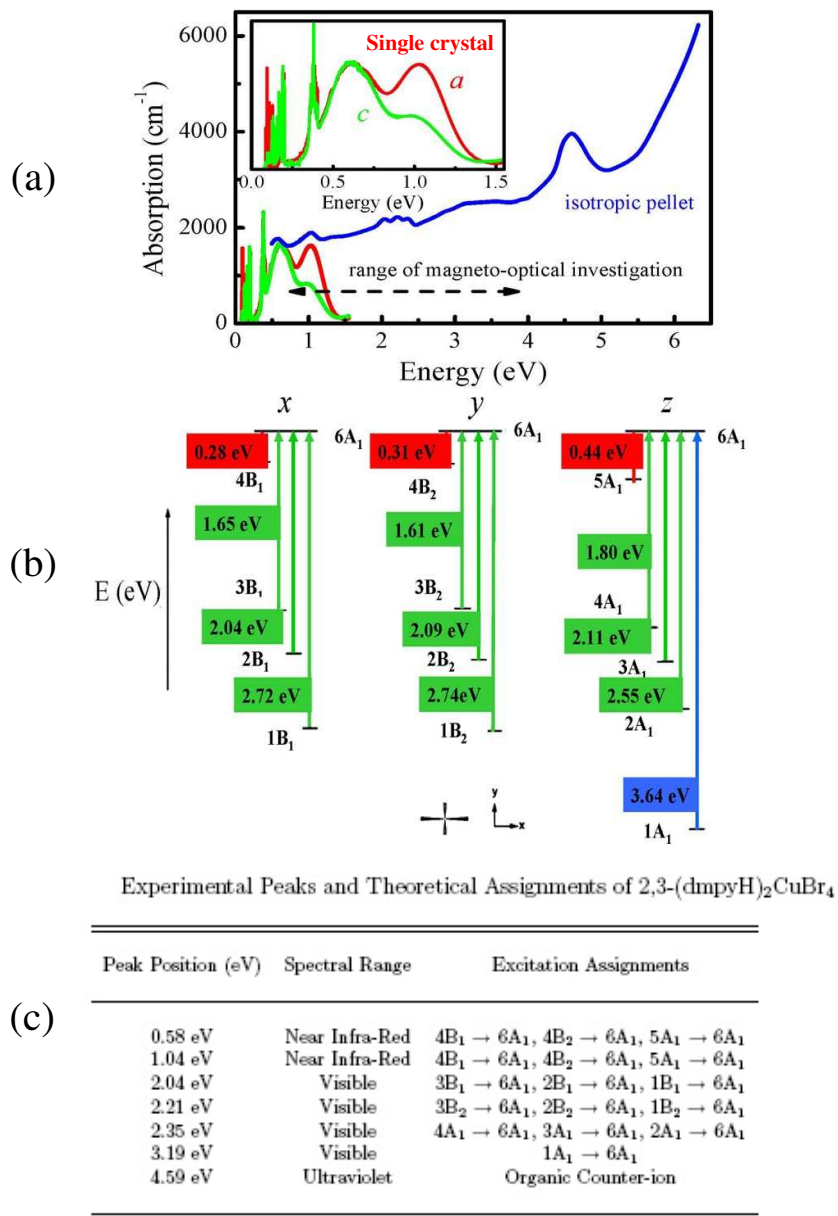 (a)
Absorption (cm⁻¹)
6000
4000
2000
0
Single crystal
a
c
0.0 0.5 1.0 1.5
Energy (eV)
isotropic pellet
range of magneto-optical investigation
0 1 2 3 4 5 6
Energy (eV)
(b)
E (eV)
x
6A₁
0.28 eV
4B₁
1.65 eV
3B₁
2.04 eV
2B₁
2.72 eV
1B₁
y
6A₁
0.31 eV
4B₂
1.61 eV
3B₂
2.09 eV
2B₂
2.74eV
1B₂
z
6A₁
0.44 eV
5A₁
1.80 eV
4A₁
2.11 eV
3A₁
2.55 eV
2A₁
3.64 eV
1A₁
y
x
(c)
Experimental Peaks and Theoretical Assignments of 2,3-(dmpyH)₂CuBr₄
Peak Position (eV) Spectral Range Excitation Assignments
0.58 eV Near Infra-Red 4B₁ → 6A₁, 4B₂ → 6A₁, 5A₁ → 6A₁
1.04 eV Near Infra-Red 4B₁ → 6A₁, 4B₂ → 6A₁, 5A₁ → 6A₁
2.04 eV Visible 3B₁ → 6A₁, 2B₁ → 6A₁, 1B₁ → 6A₁
2.21 eV Visible 3B₂ → 6A₁, 2B₂ → 6A₁, 1B₂ → 6A₁
2.35 eV Visible 4A₁ → 6A₁, 3A₁ → 6A₁, 2A₁ → 6A₁
3.19 eV Visible 1A₁ → 6A₁
4.59 eV Ultraviolet Organic Counter-ion